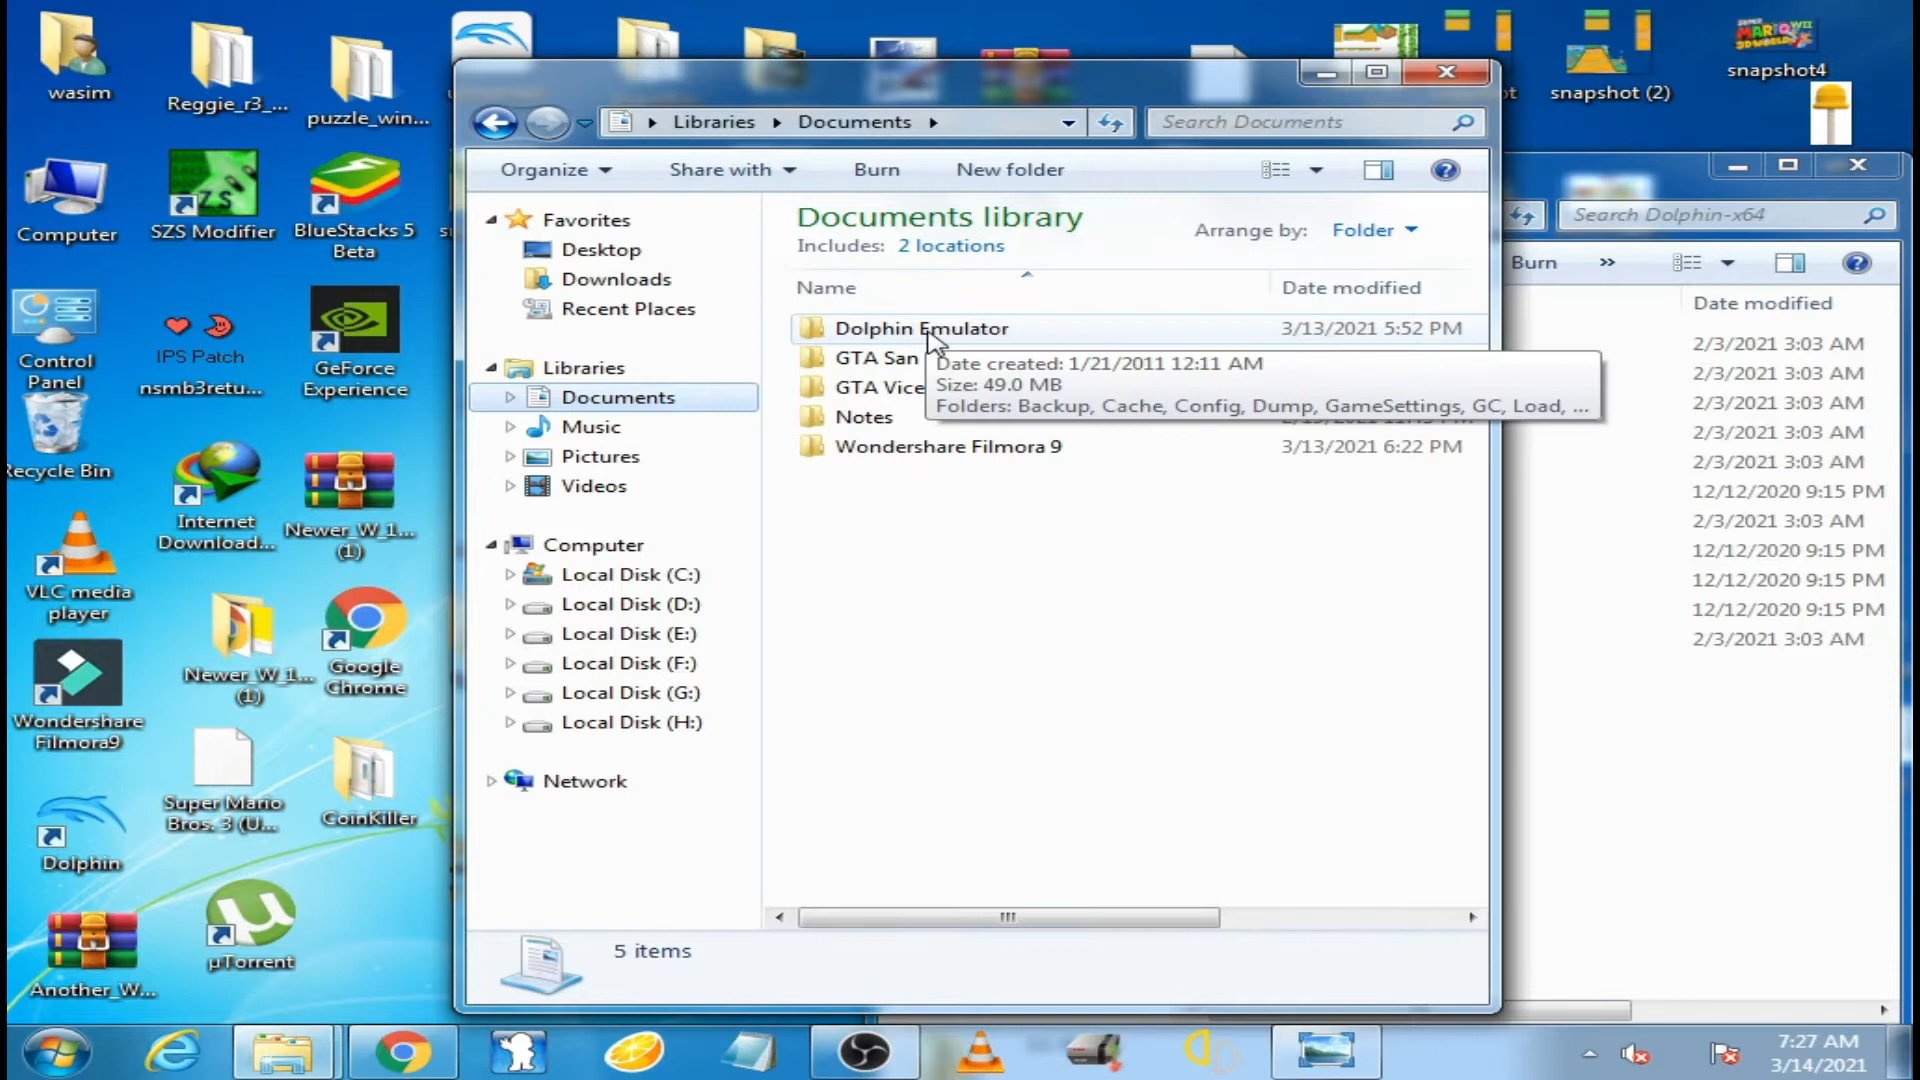 wasim
Reggie_r3_...
puzzle_win...
snapshot (2)
SUPER
MARIO
3D WORLD
WII
snapshot4
Computer
SZS
SZS Modifier
BlueStacks 5
Beta
Control
Panel
IPS Patch
nsmb3retu...
GeForce
Experience
Recycle Bin
Internet
Download...
Newer_W_1...
(1)
VLC media
player
Newer_W_1...
(1)
Google
Chrome
Wondershare
Filmora9
Super Mario
Bros. 3 (U...
CoinKiller
Dolphin
µTorrent
Another_W...
Libraries
Documents
Search Documents
Organize
Share with
Burn
New folder
Favorites
Desktop
Downloads
Recent Places
Libraries
Documents
Music
Pictures
Videos
Computer
Local Disk (C:)
Local Disk (D:)
Local Disk (E:)
Local Disk (F:)
Local Disk (G:)
Local Disk (H:)
Network
Documents library
Includes: 2 locations
Arrange by: Folder
Name
Date modified
Dolphin Emulator
3/13/2021 5:52 PM
GTA San
GTA Vice
Notes
Wondershare Filmora 9
3/13/2021 6:22 PM
Date created: 1/21/2011 12:11 AM
Size: 49.0 MB
Folders: Backup, Cache, Config, Dump, GameSettings, GC, Load, ...
5 items
Search Dolphin-x64
Burn
»
Date modified
2/3/2021 3:03 AM
2/3/2021 3:03 AM
2/3/2021 3:03 AM
2/3/2021 3:03 AM
2/3/2021 3:03 AM
12/12/2020 9:15 PM
2/3/2021 3:03 AM
12/12/2020 9:15 PM
12/12/2020 9:15 PM
12/12/2020 9:15 PM
2/3/2021 3:03 AM
7:27 AM
3/14/2021